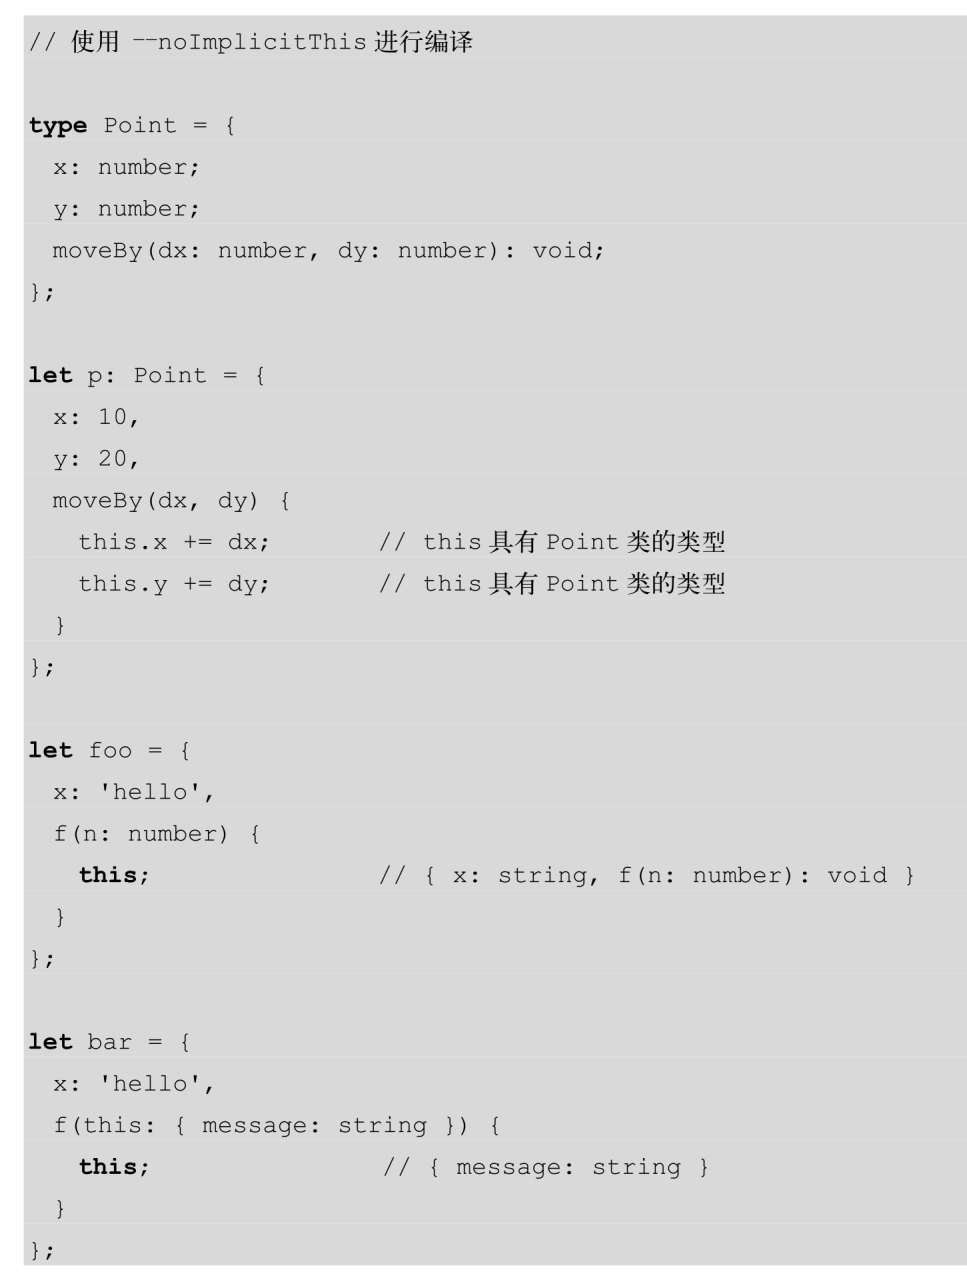 // 使用 --noImplicitThis 进行编译
type Point = {
x: number;
y: number;
moveBy(dx: number, dy: number): void;
};
let p: Point = {
x: 10,
y: 20,
moveBy(dx, dy) {
this.x += dx; // this 具有 Point 类的类型
this.y += dy; // this 具有 Point 类的类型
}
};
let foo = {
x: 'hello',
f(n: number) {
this; // { x: string, f(n: number): void }
}
};
let bar = {
x: 'hello',
f(this: { message: string }) {
this; // { message: string }
}
};